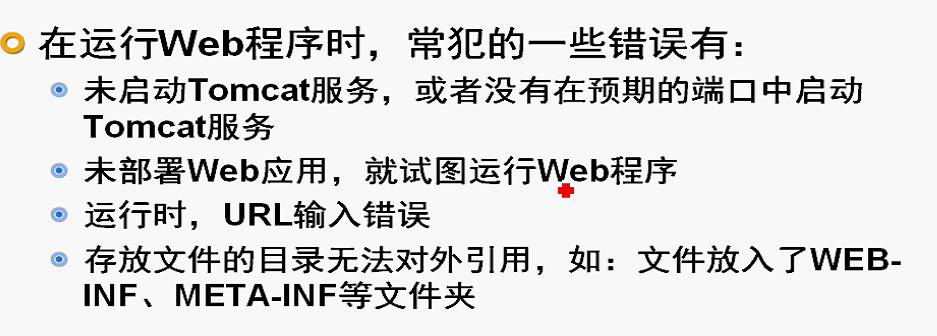 在运行Web程序时，常犯的一些错误有：
未启动Tomcat服务，或者没有在预期的端口中启动
Tomcat服务
未部署Web应用，就试图运行Web程序
运行时，URL输入错误
存放文件的目录无法对外引用，如：文件放入了WEB-
INF、META-INF等文件夹